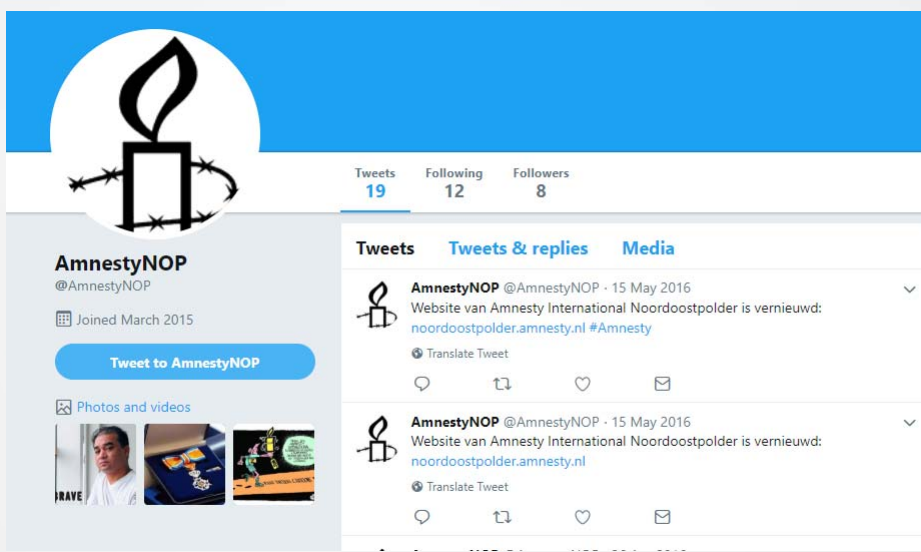 Tweets Following Followers
19 12 8
AmnestyNOP
@AmnestyNOP
Joined March 2015
Tweet to AmnestyNOP
Photos and videos
BRAVE
Tweets Tweets & replies Media
AmnestyNOP @AmnestyNOP · 15 May 2016
Website van Amnesty International Noordoostpolder is vernieuwd:
noordoostpolder.amnesty.nl #Amnesty
Translate Tweet
AmnestyNOP @AmnestyNOP · 15 May 2016
Website van Amnesty International Noordoostpolder is vernieuwd:
noordoostpolder.amnesty.nl
Translate Tweet